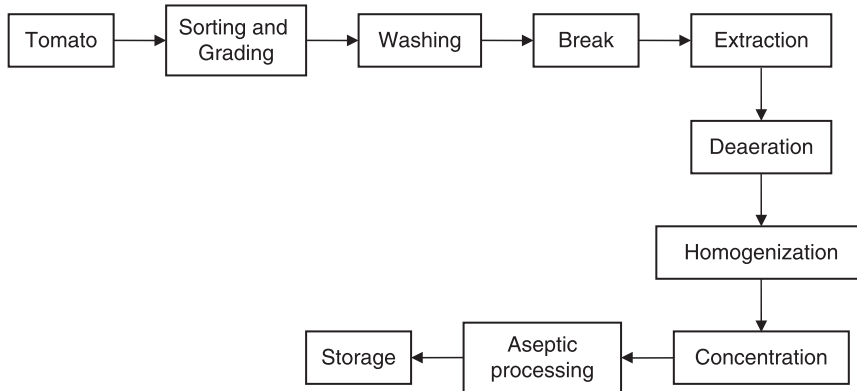 Tomato
Sorting and
Grading
Washing
Break
Extraction
Deaeration
Homogenization
Concentration
Aseptic
processing
Storage